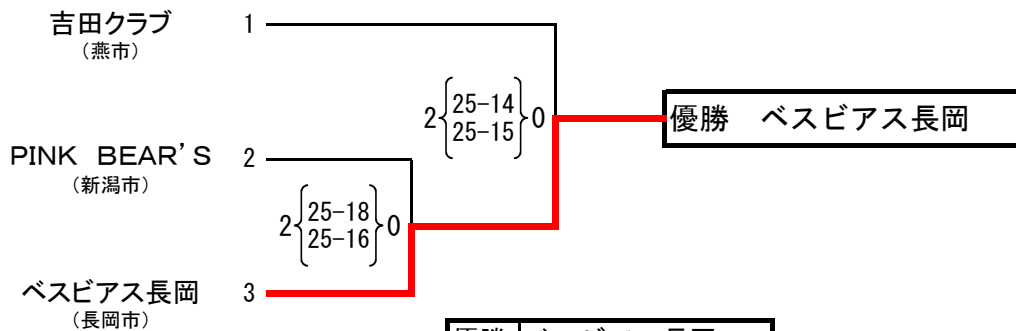 吉田クラブ 1
（燕市）
2 25-14 0
25-15
優勝 ベスビアス長岡
PINK BEAR'S 2
（新潟市）
2 25-18 0
25-16
ベスビアス長岡 3
（長岡市）